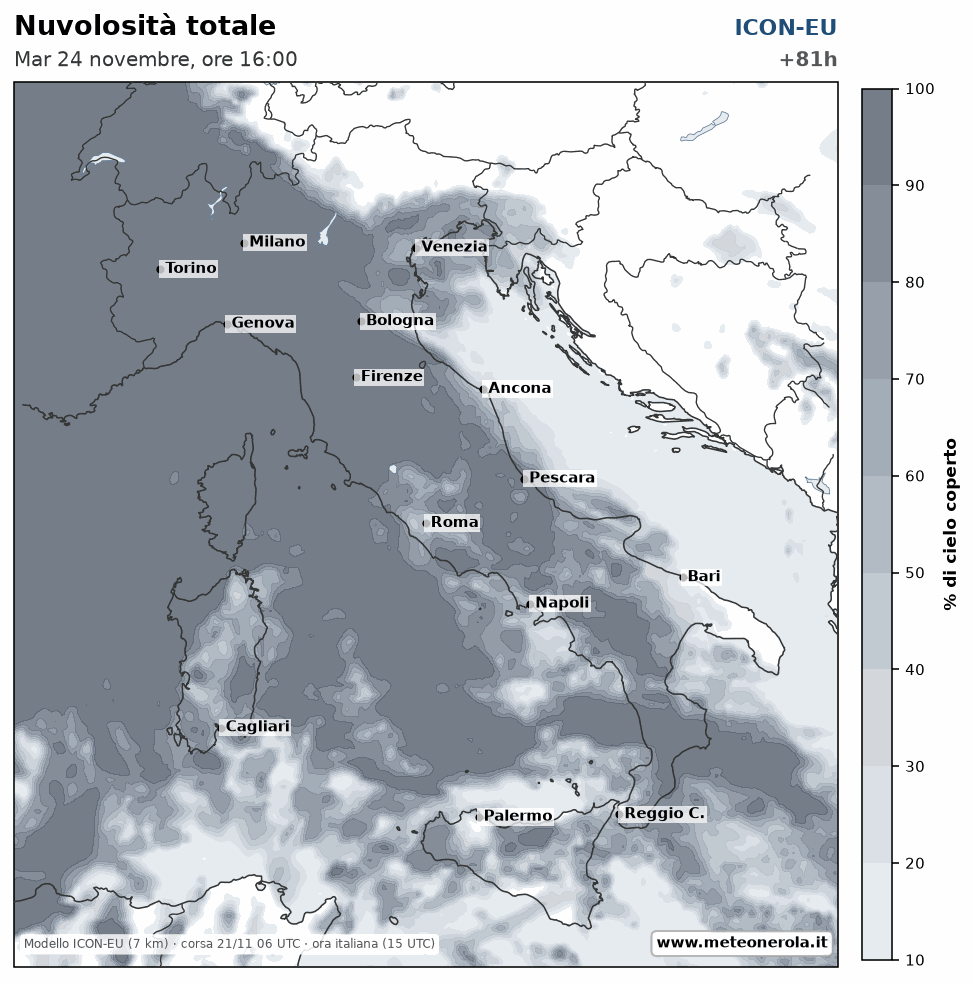 Nuvolosità totale
ICON-EU
Mar 24 novembre, ore 16:00
+81h
100
90
80
70
60
50
40
30
20
10
% di cielo coperto
Milano
Venezia
Torino
Genova
Bologna
Firenze
Ancona
Pescara
Roma
Bari
Napoli
Cagliari
Palermo
Reggio C.
Modello ICON-EU (7 km) · corsa 21/11 06 UTC · ora italiana (15 UTC)
www.meteonerola.it